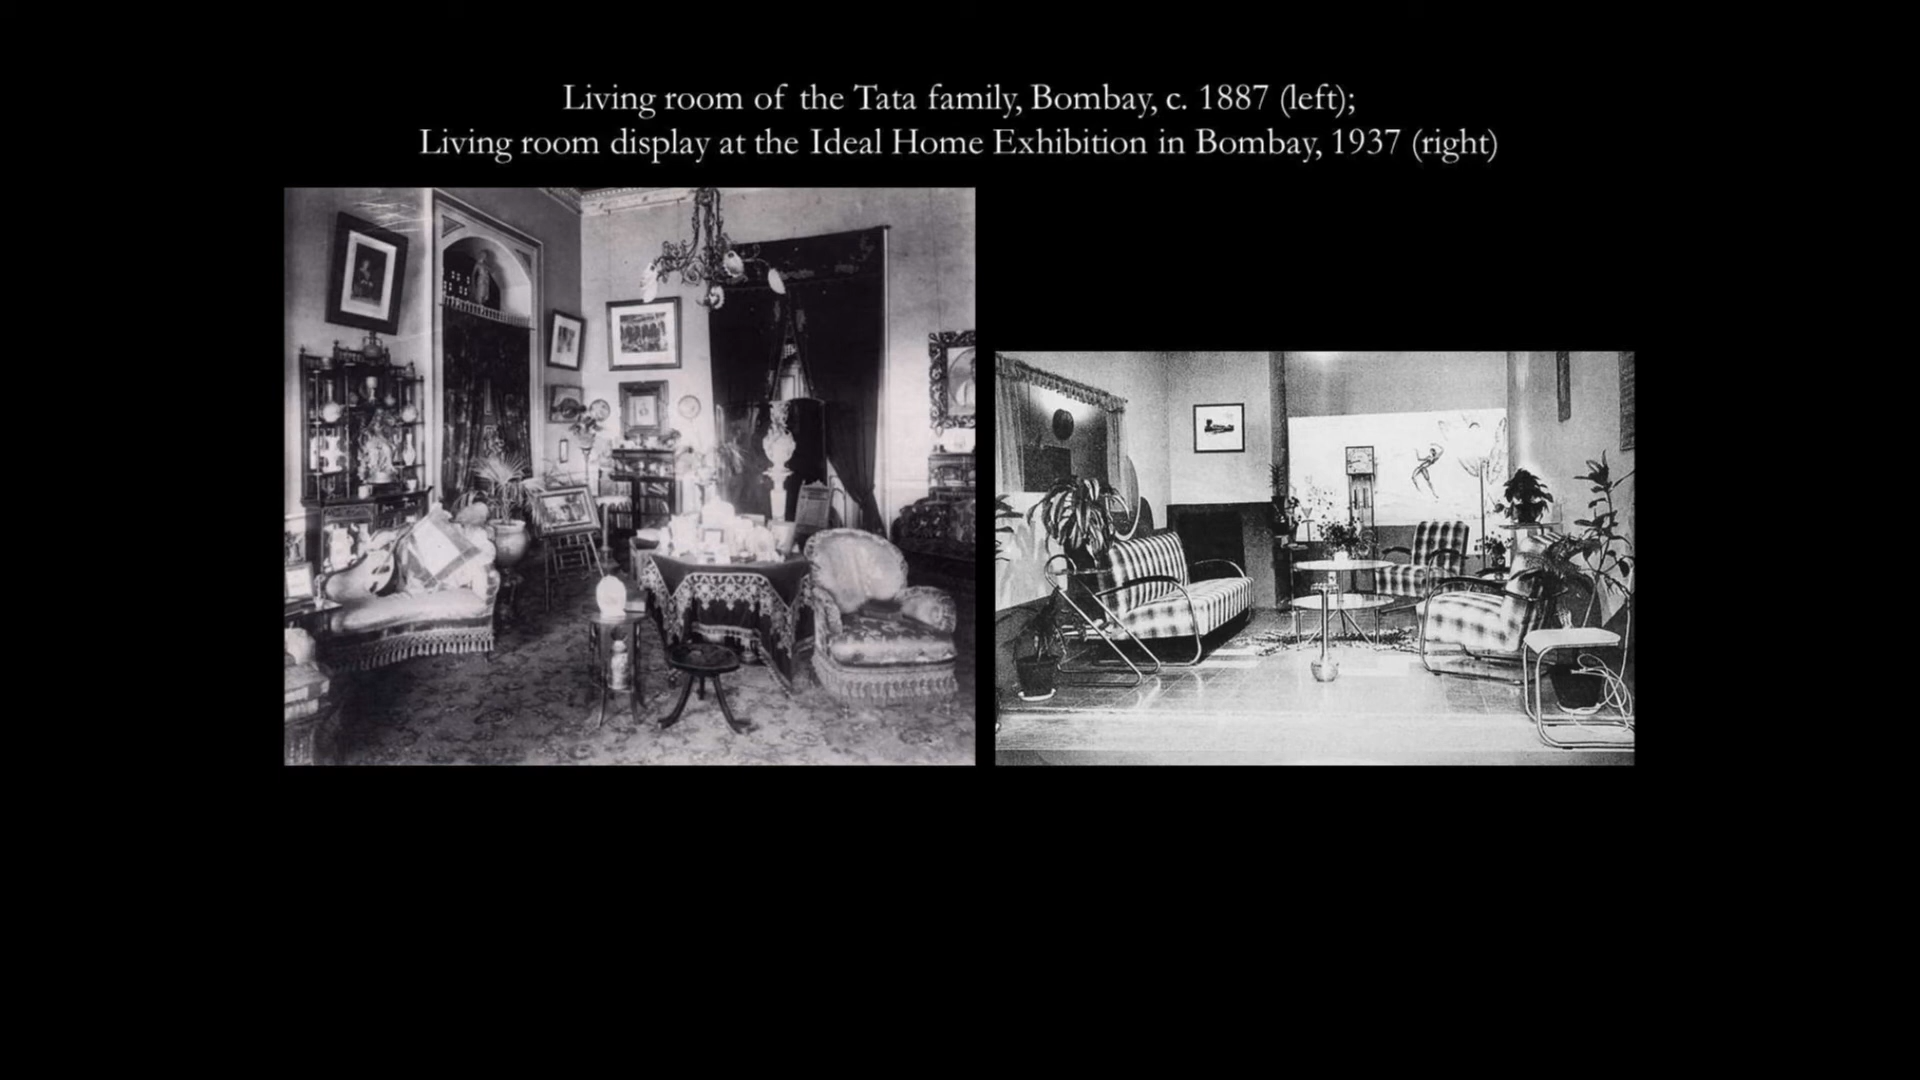 Living room of the Tata family, Bombay, c. 1887 (left);
Living room display at the Ideal Home Exhibition in Bombay, 1937 (right)